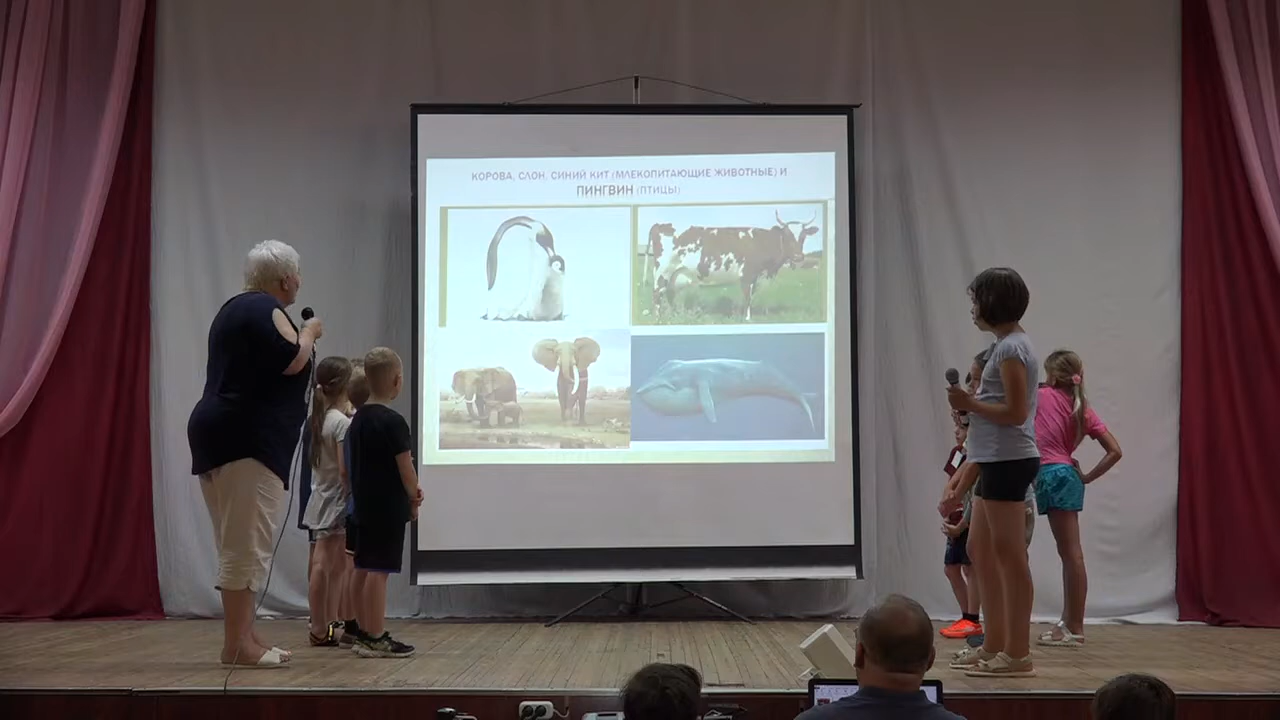 КОРОВА, СЛОН, СИНИЙ КИТ (МЛЕКОПИТАЮЩИЕ ЖИВОТНЫЕ) И
ПИНГВИН (ПТИЦЫ)